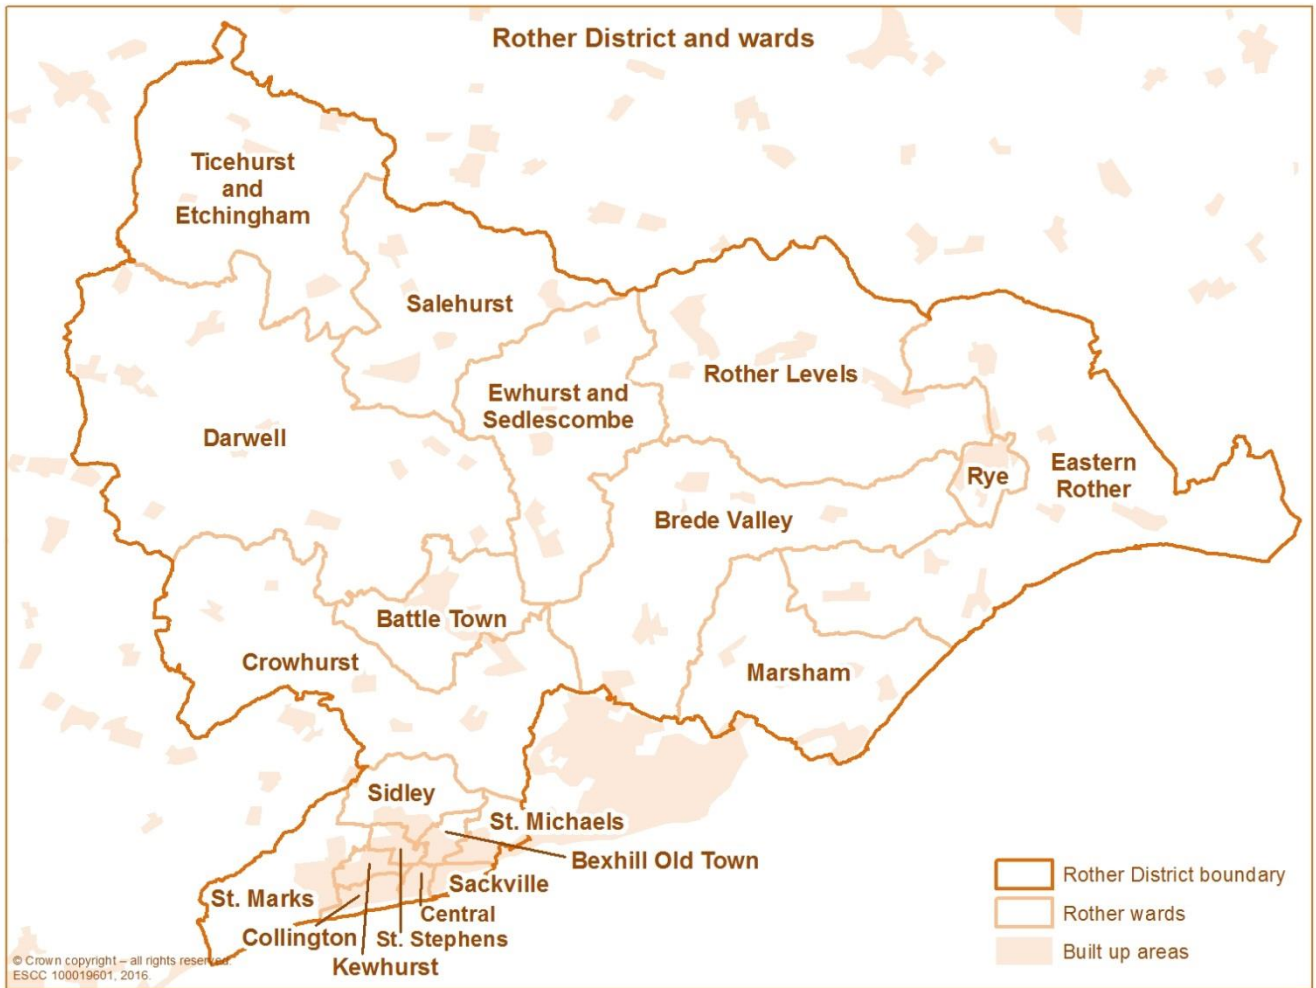 Rother District and wards
Ticehurst
and
Etchingham
Salehurst
Rother Levels
Ewhurst and
Sedlescombe
Darwell
Eastern
Rother
Rye
Brede Valley
Battle Town
Crowhurst
Marsham
Sidley
St. Michaels
Bexhill Old Town
Sackville
St. Marks
Central
Collington
St. Stephens
Kewhurst
Rother District boundary
Rother wards
Built up areas
© Crown copyright – all rights reserved.
ESCC 100019601, 2016.